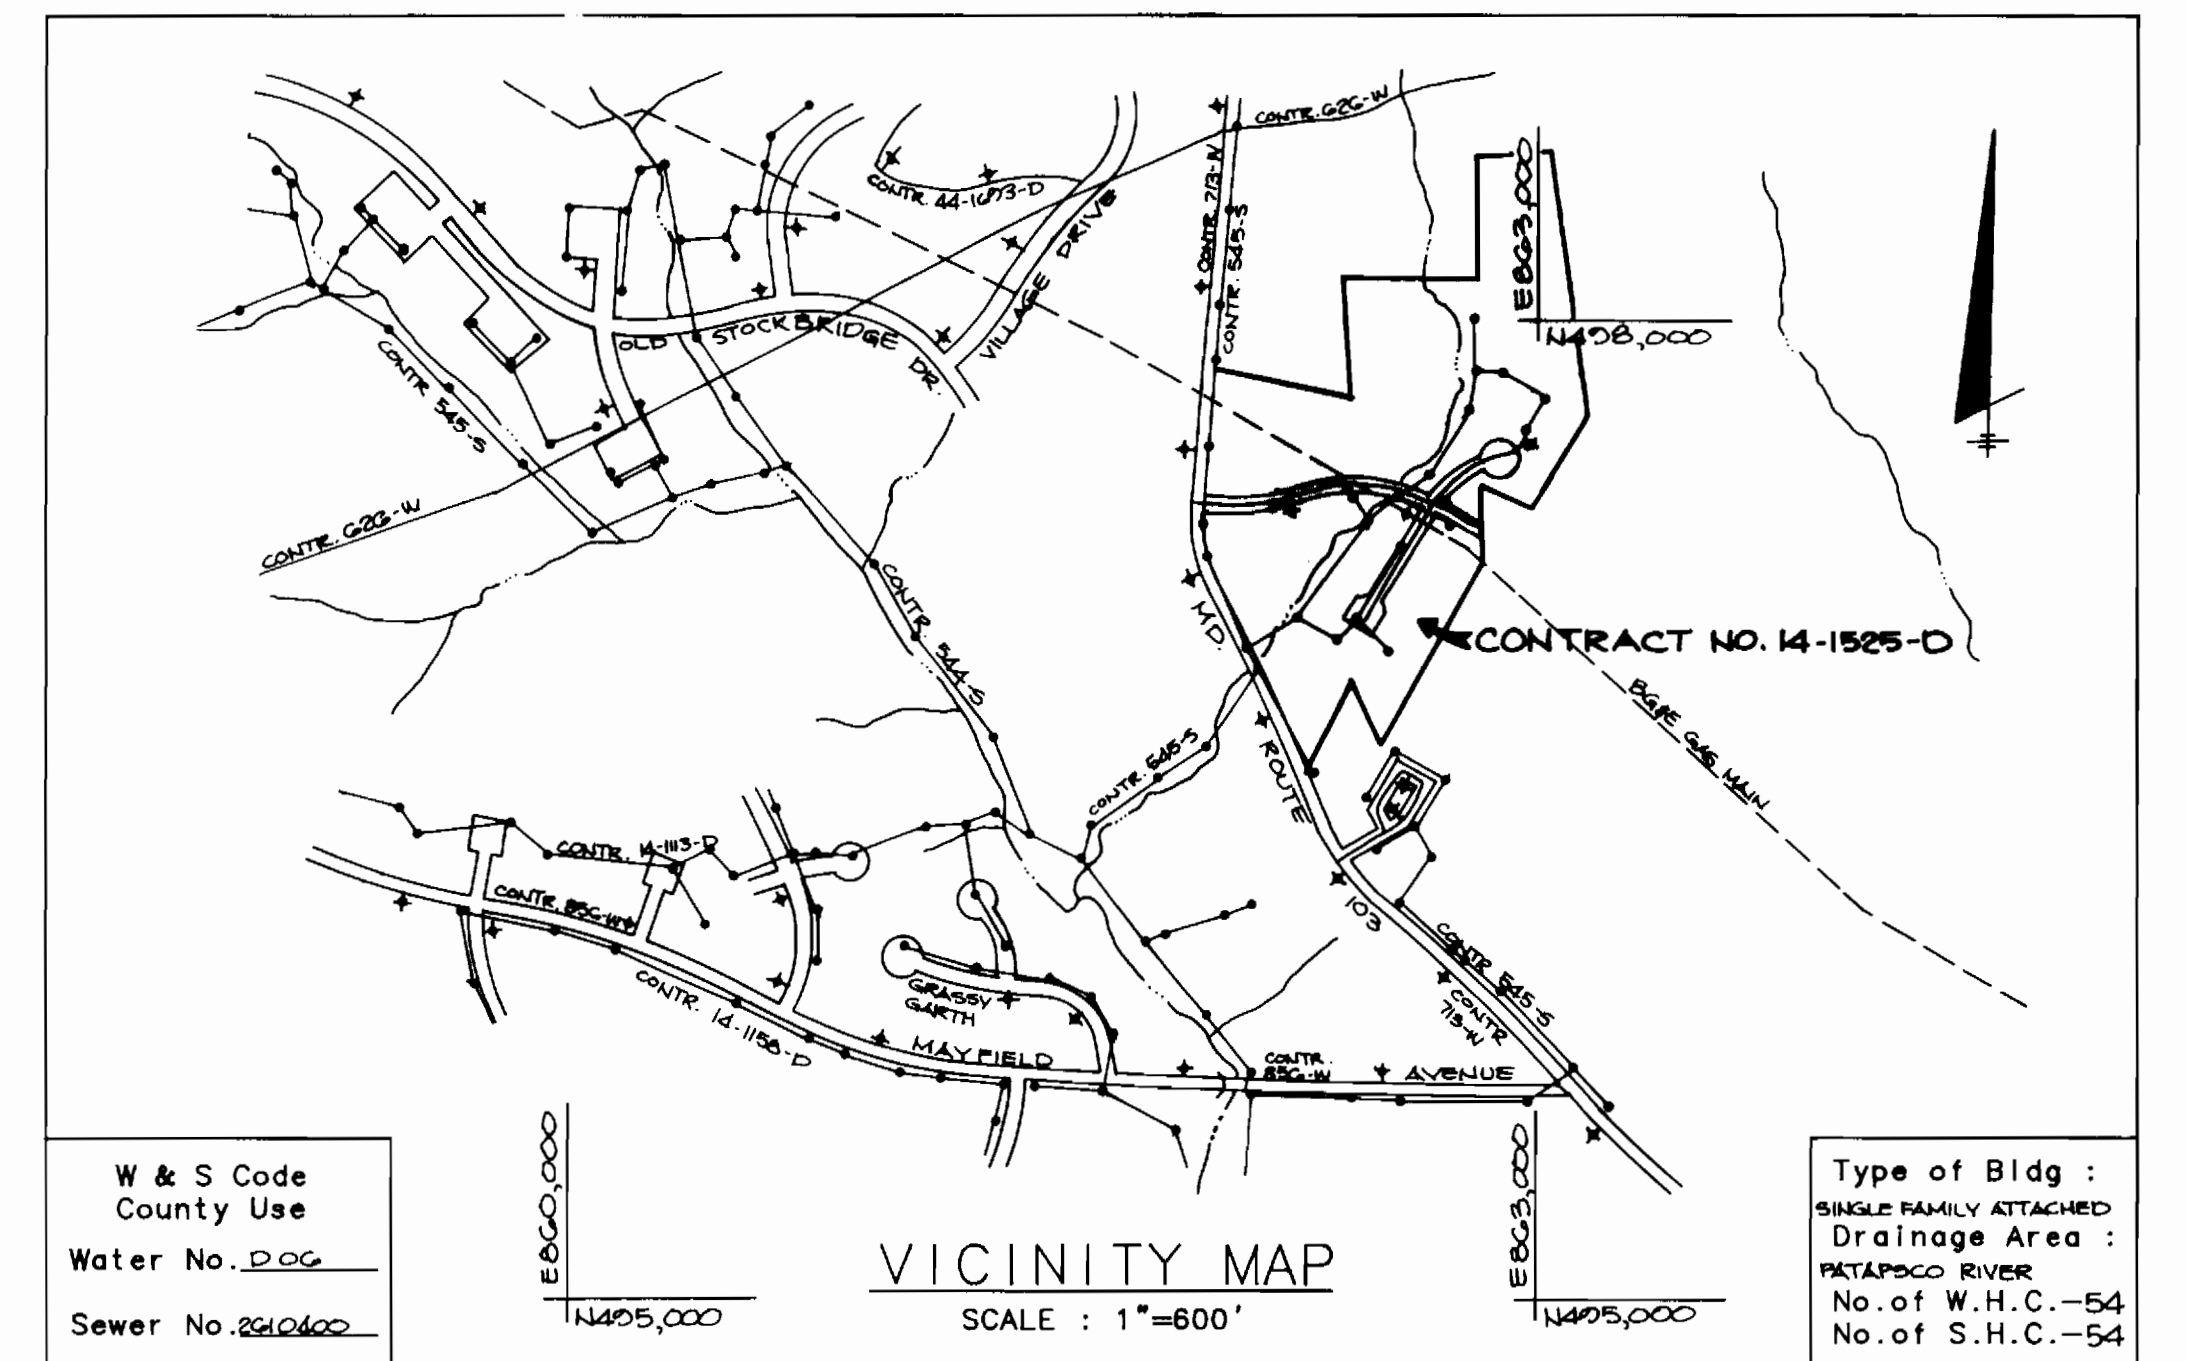 CONTR. 626-W
CONTR. 44-1693-D
CONTR. 713-W
CONTR. 545-S
E863,000
N498,000
VILLAGE DRIVE
OLD STOCKBRIDGE DR.
CONTR 545-S
CONTR. 626-W
CONTR. 544-S
MD. ROUTE 103
CONTRACT NO. 14-1525-D
BG&E GAS MAIN
CONTR. 545-S
CONTR. 14-1113-D
CONTR. 856-W
CONTR. 14-1158-D
GRASSY
GARTH
MAYFIELD AVENUE
CONTR.
856-W
CONTR 545-S
CONTR
713-W
E860,000
N495,000
E863,000
N495,000
W & S Code
County Use
Water No. D06
Sewer No.
VICINITY MAP
SCALE : 1"=600'
Type of Bldg :
SINGLE FAMILY ATTACHED
Drainage Area :
PATAPSCO RIVER
No.of W.H.C.-54
No.of S.H.C.-54